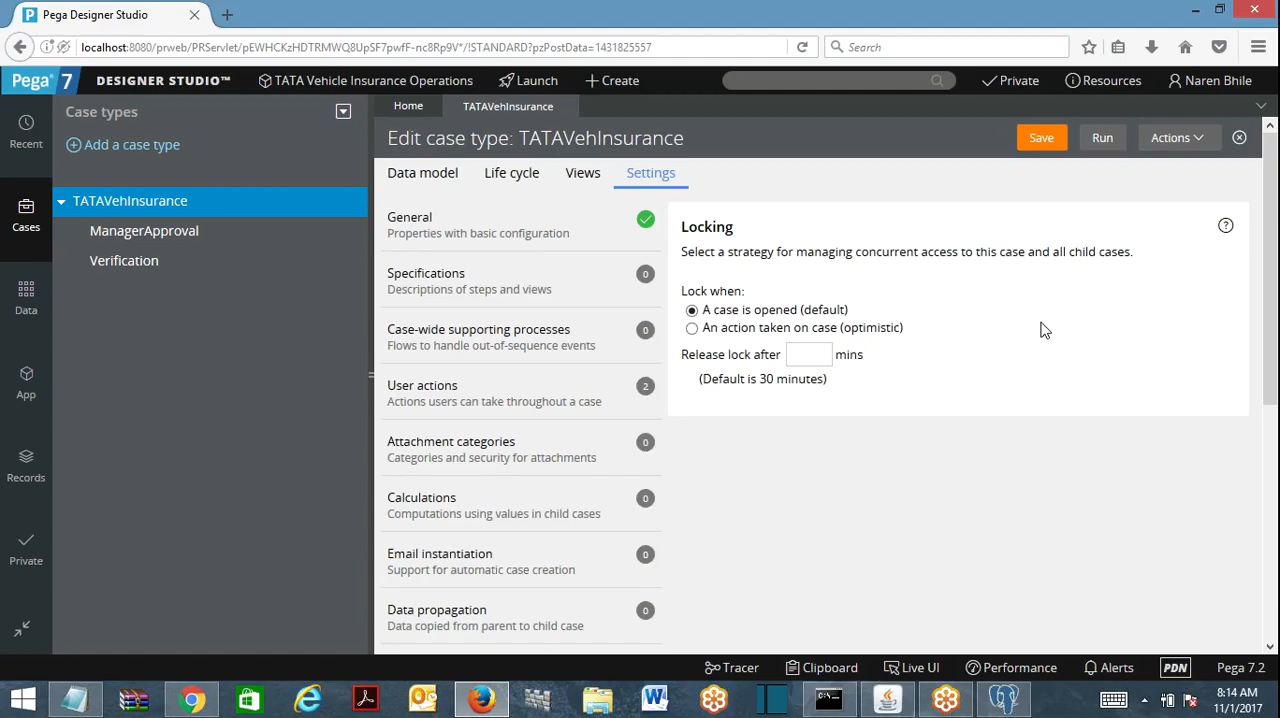 Pega Designer Studio
localhost:8080/prweb/PRServlet/pEWHCKzHDTRMWQ8UpSF7pwfF-nc8Rp9V*/!STANDARD?pzPostData=1431825557
Search
Pega 7
DESIGNER STUDIO™
TATA Vehicle Insurance Operations
Launch
Create
Private
Resources
Naren Bhile
Recent
Cases
Data
App
Records
Private
Case types
Add a case type
TATAVehInsurance
ManagerApproval
Verification
Home
TATAVehInsurance
Edit case type: TATAVehInsurance
Save
Run
Actions
Data model
Life cycle
Views
Settings
General
Properties with basic configuration
Specifications
0
Descriptions of steps and views
Case-wide supporting processes
0
Flows to handle out-of-sequence events
User actions
2
Actions users can take throughout a case
Attachment categories
0
Categories and security for attachments
Calculations
0
Computations using values in child cases
Email instantiation
0
Support for automatic case creation
Data propagation
0
Data copied from parent to child case
Locking
?
Select a strategy for managing concurrent access to this case and all child cases.
Lock when:
A case is opened (default)
An action taken on case (optimistic)
Release lock after mins
(Default is 30 minutes)
Tracer
Clipboard
Live UI
Performance
Alerts
PDN
Pega 7.2
8:14 AM
11/1/2017